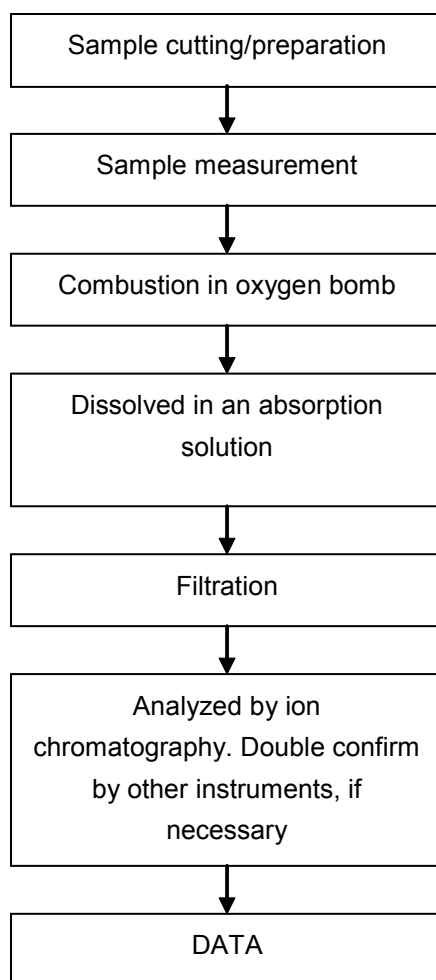 Sample cutting/preparation
Sample measurement
Combustion in oxygen bomb
Dissolved in an absorption
solution
Filtration
Analyzed by ion
chromatography. Double confirm
by other instruments, if
necessary
DATA